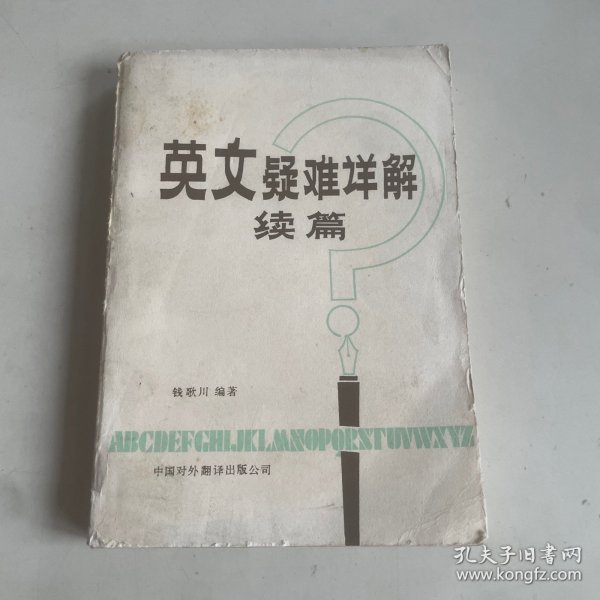 英文疑难详解
续篇
钱歌川 编著
ABCDEFGHIJKLMNOPQRSTUVWXYZ
中国对外翻译出版公司
孔夫子旧书网
www.kongfz.com